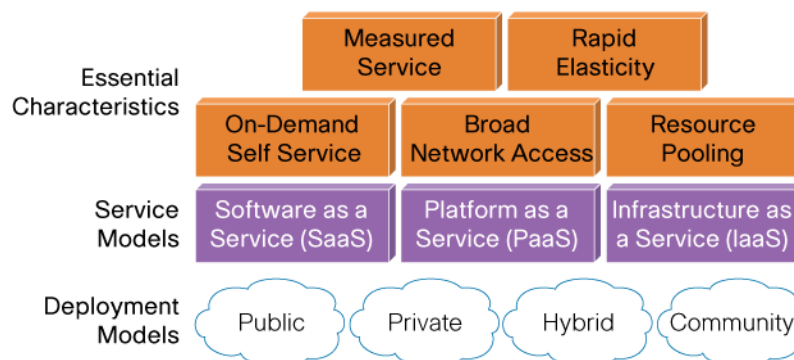 Essential
Characteristics
Measured
Service
Rapid
Elasticity
On-Demand
Self Service
Broad
Network Access
Resource
Pooling
Service
Models
Software as a
Service (SaaS)
Platform as a
Service (PaaS)
Infrastructure as
a Service (IaaS)
Deployment
Models
Public
Private
Hybrid
Community